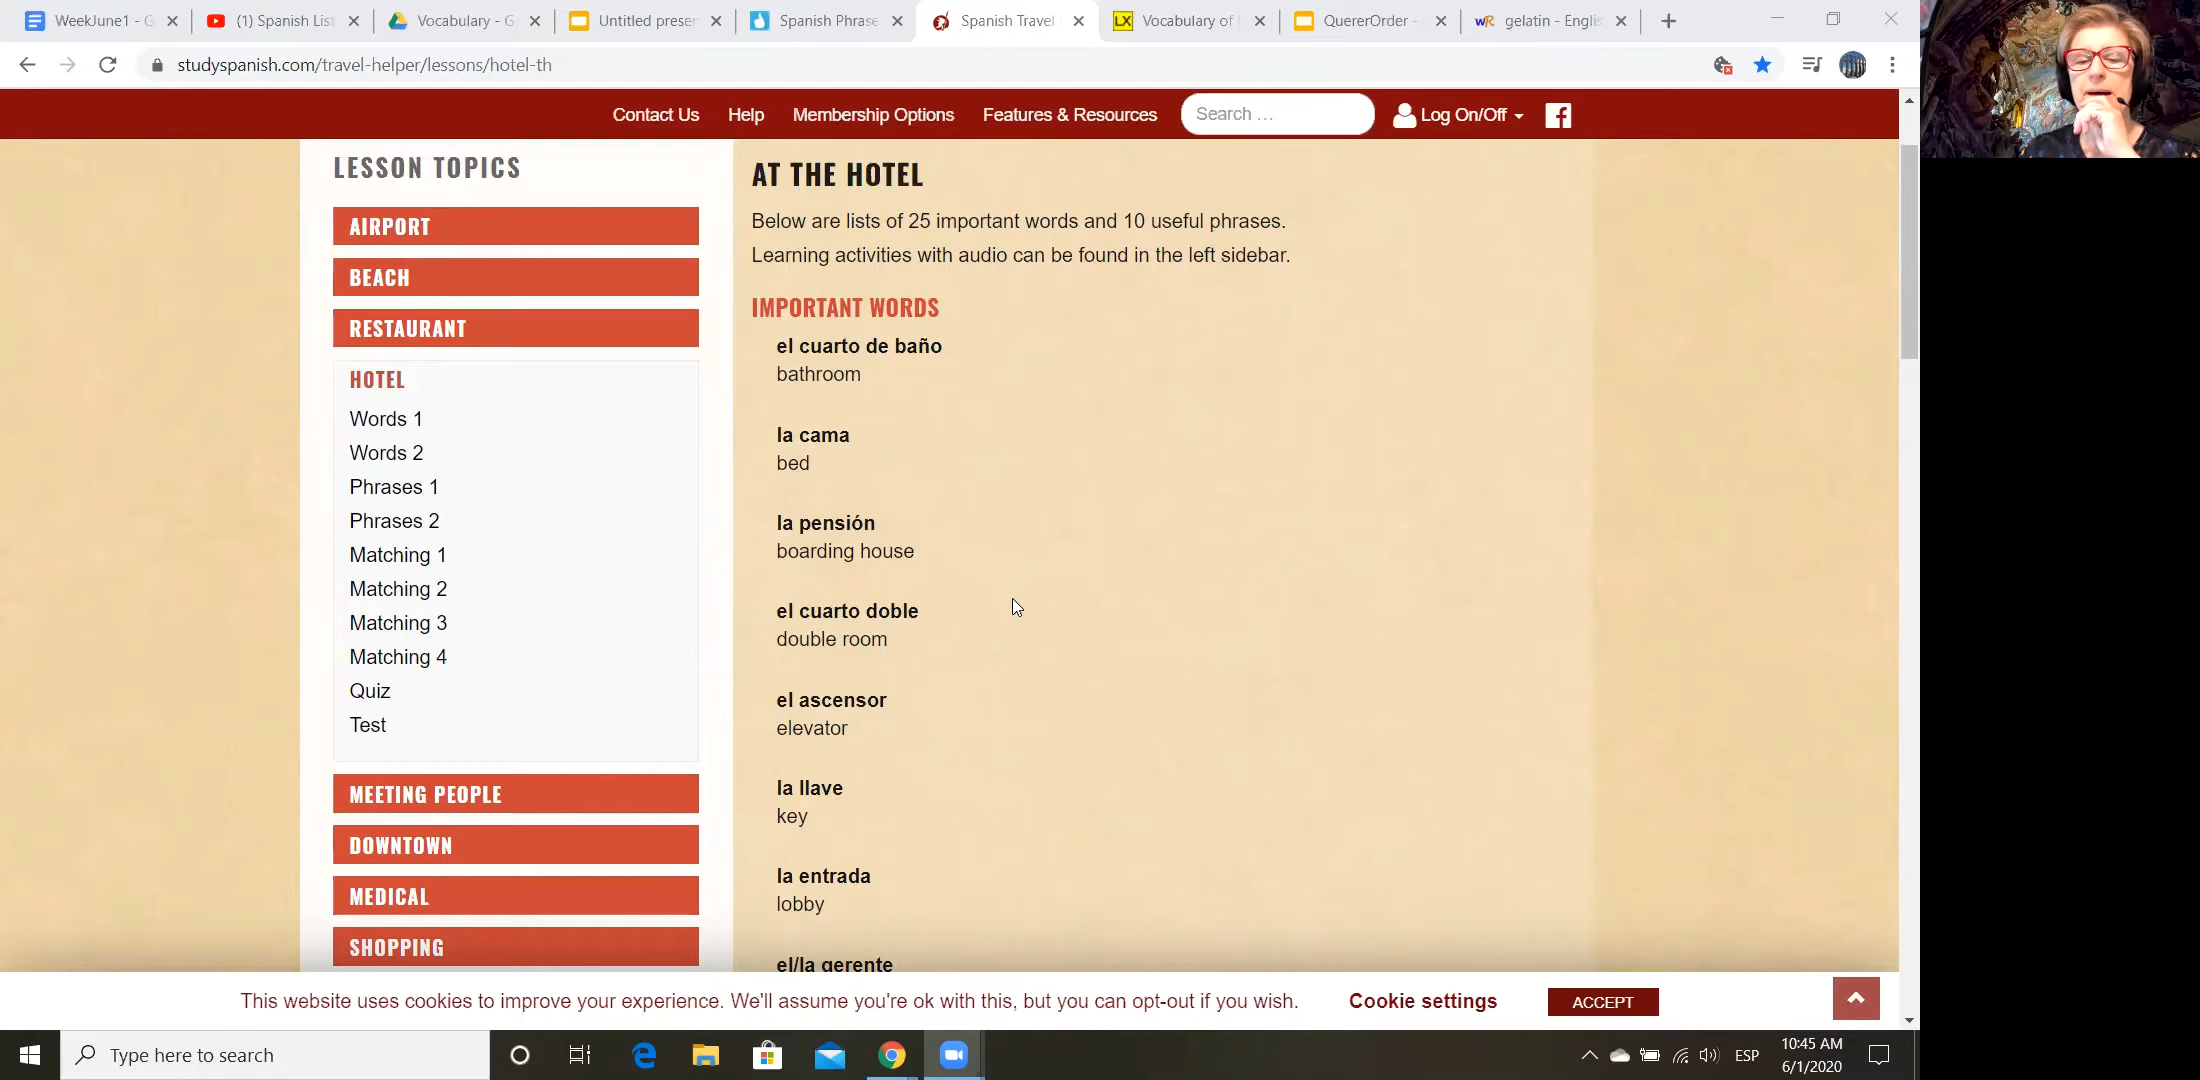 WeekJune1 - G
(1) Spanish List
Vocabulary - G
Untitled preser
Spanish Phrase
Spanish Travel
LX
Vocabulary of
QuererOrder -
WR
gelatin - Englis
studyspanish.com/travel-helper/lessons/hotel-th
Contact Us
Help
Membership Options
Features & Resources
Search …
Log On/Off
LESSON TOPICS
AIRPORT
BEACH
RESTAURANT
HOTEL
Words 1
Words 2
Phrases 1
Phrases 2
Matching 1
Matching 2
Matching 3
Matching 4
Quiz
Test
MEETING PEOPLE
DOWNTOWN
MEDICAL
SHOPPING
AT THE HOTEL
Below are lists of 25 important words and 10 useful phrases.
Learning activities with audio can be found in the left sidebar.
IMPORTANT WORDS
el cuarto de baño
bathroom
la cama
bed
la pensión
boarding house
el cuarto doble
double room
el ascensor
elevator
la llave
key
la entrada
lobby
el/la gerente
This website uses cookies to improve your experience. We'll assume you're ok with this, but you can opt-out if you wish.
Cookie settings
ACCEPT
Type here to search
ESP
10:45 AM
6/1/2020